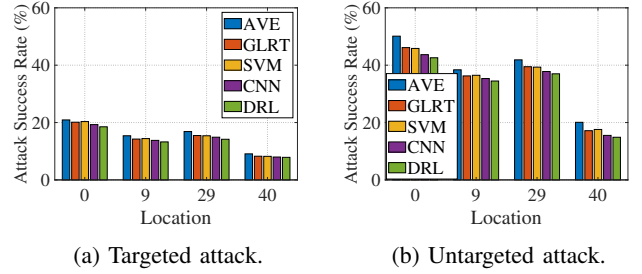 60
40
20
0
Attack Success Rate (%)
AVE
GLRT
SVM
CNN
DRL
0 9 29 40
Location
(a) Targeted attack.
60
40
20
0
Attack Success Rate (%)
AVE
GLRT
SVM
CNN
DRL
0 9 29 40
Location
(b) Untargeted attack.